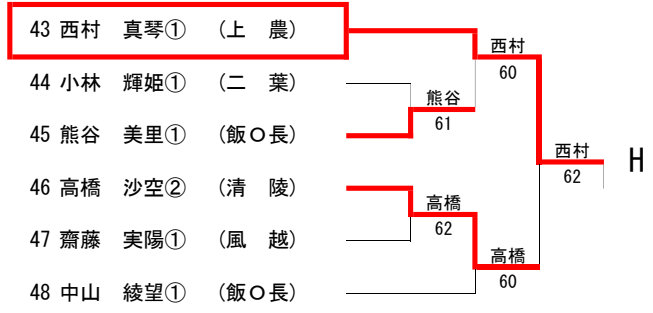 43 西村 真琴① (上 農)
西村
60
44 小林 輝姫① (二 葉)
熊谷
61
45 熊谷 美里① (飯O長)
西村
62
H
46 高橋 沙空② (清 陵)
高橋
62
47 齋藤 実陽① (風 越)
高橋
60
48 中山 綾望① (飯O長)